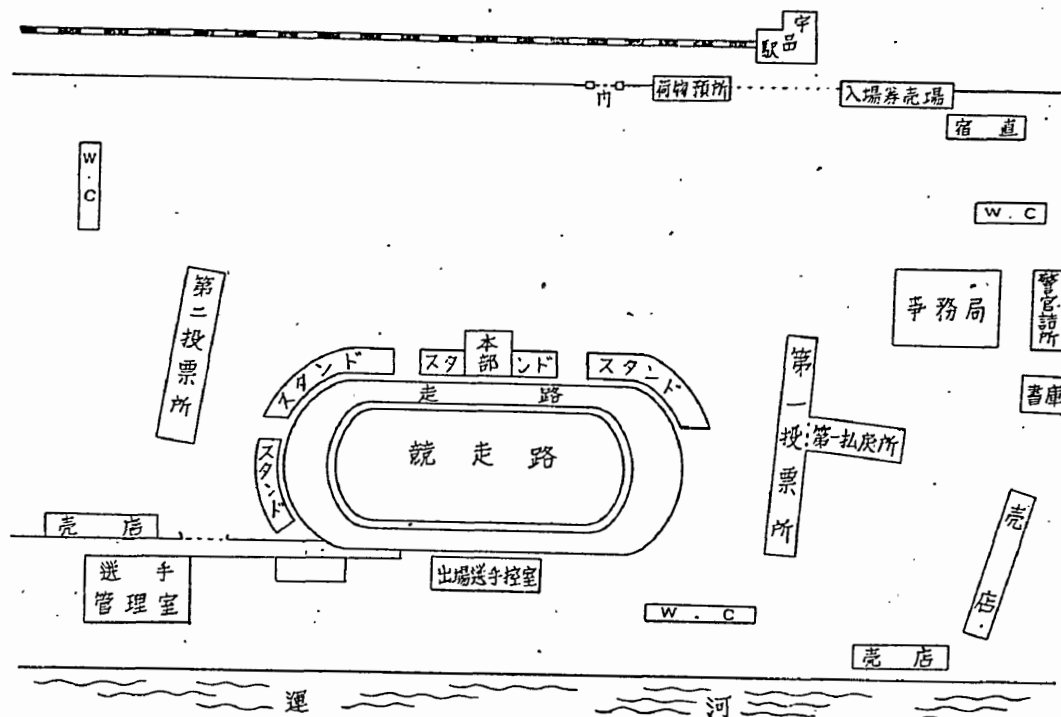 宇品駅
門
荷物預所
入場券売場
宿直
W.C
W.C
第二投票所
事務局
警官詰所
本部
スタンド
スタンド
スタンド
走路
第一投票所
書庫
競走路
第一払戻所
スタンド
売店
売店
選手
管理室
出場選手控室
W.C
売店
運河